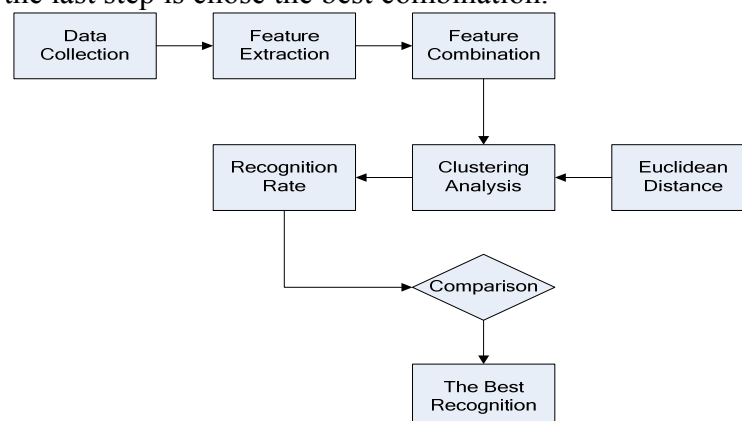 the last step is chose the best combination.
Data
Collection
Feature
Extraction
Feature
Combination
Recognition
Rate
Clustering
Analysis
Euclidean
Distance
Comparison
The Best
Recognition